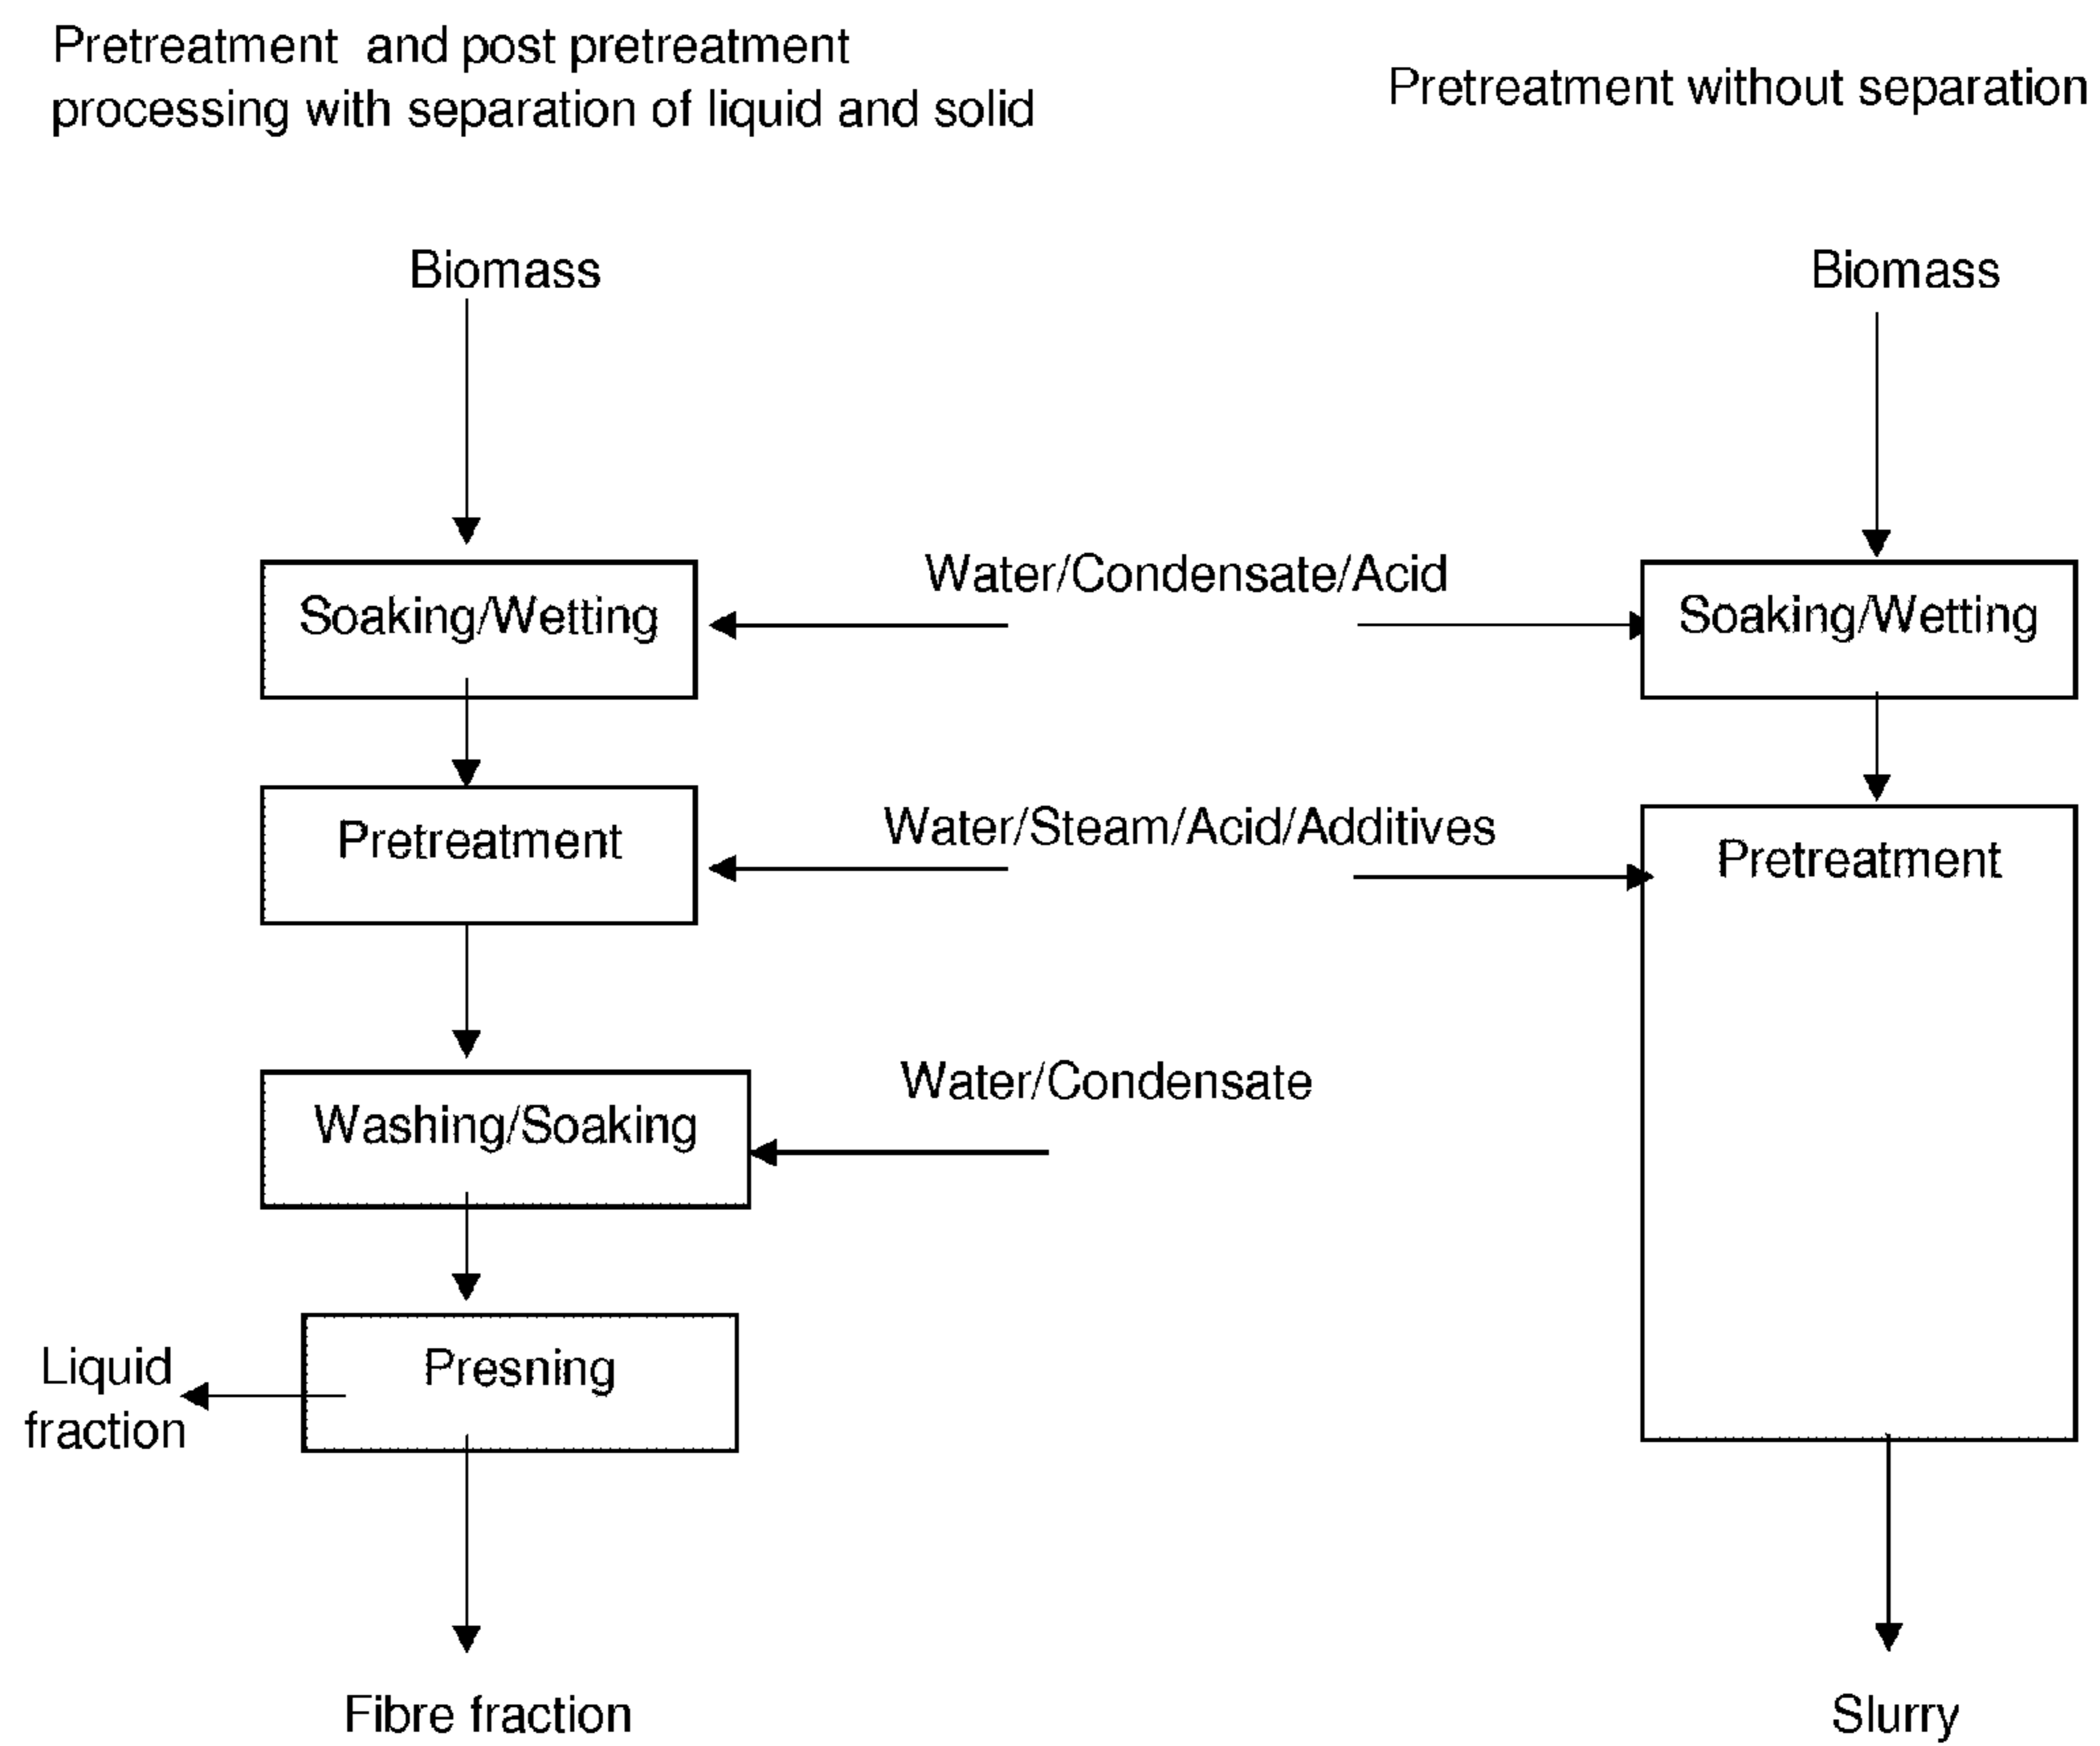 Pretreatment and post pretreatment
processing with separation of liquid and solid
Pretreatment without separation
Biomass
Biomass
Water/Condensate/Acid
Soaking/Wetting
Soaking/Wetting
Water/Steam/Acid/Additives
Pretreatment
Pretreatment
Water/Condensate
Washing/Soaking
Presning
Liquid
fraction
Fibre fraction
Slurry